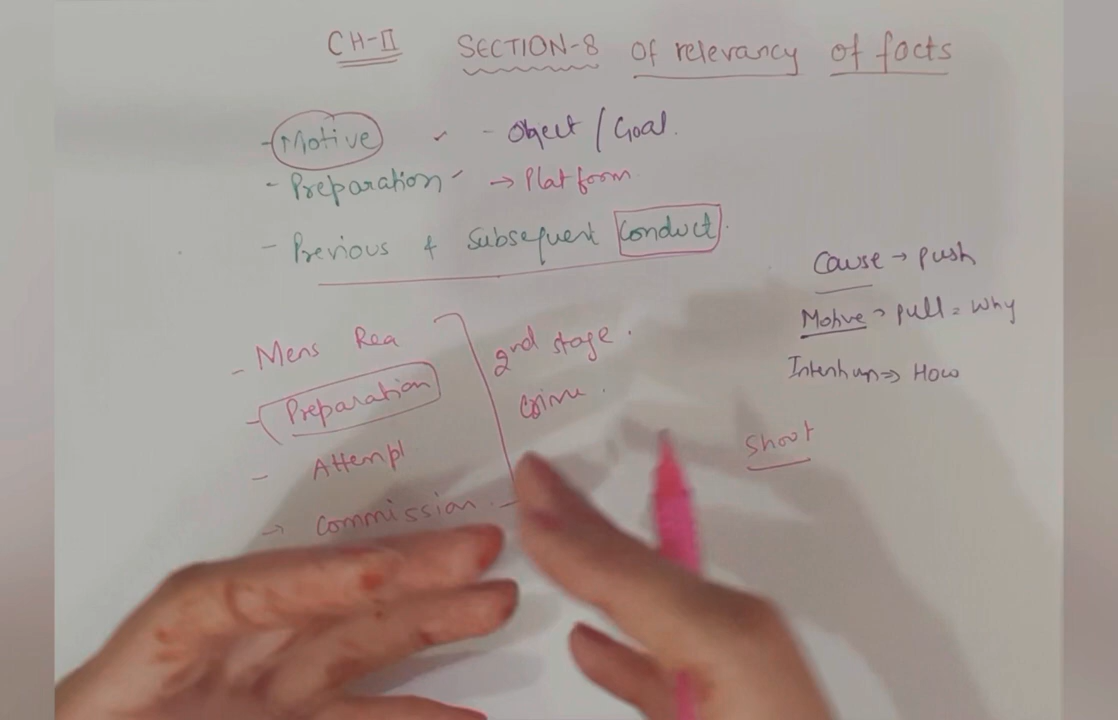 CH-II SECTION-8 Of relevancy of facts
- Motive - Object / Goal.
- Preparation → Platform
- Previous & Subsequent Conduct.
Cause → push
Motive → pull = Why
Intention => How
- Mens Rea
- Preparation
- Attempt
→ Commission.
2nd stage.
Crime.
Shoot